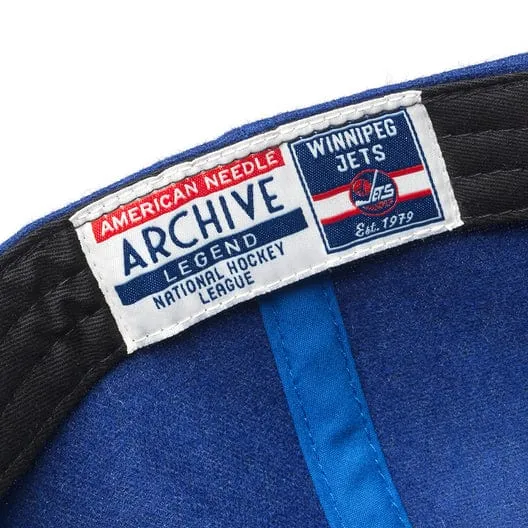 AMERICAN NEEDLE
ARCHIVE
LEGEND
NATIONAL HOCKEY
LEAGUE
WINNIPEG
JETS
JETS
Est. 1979